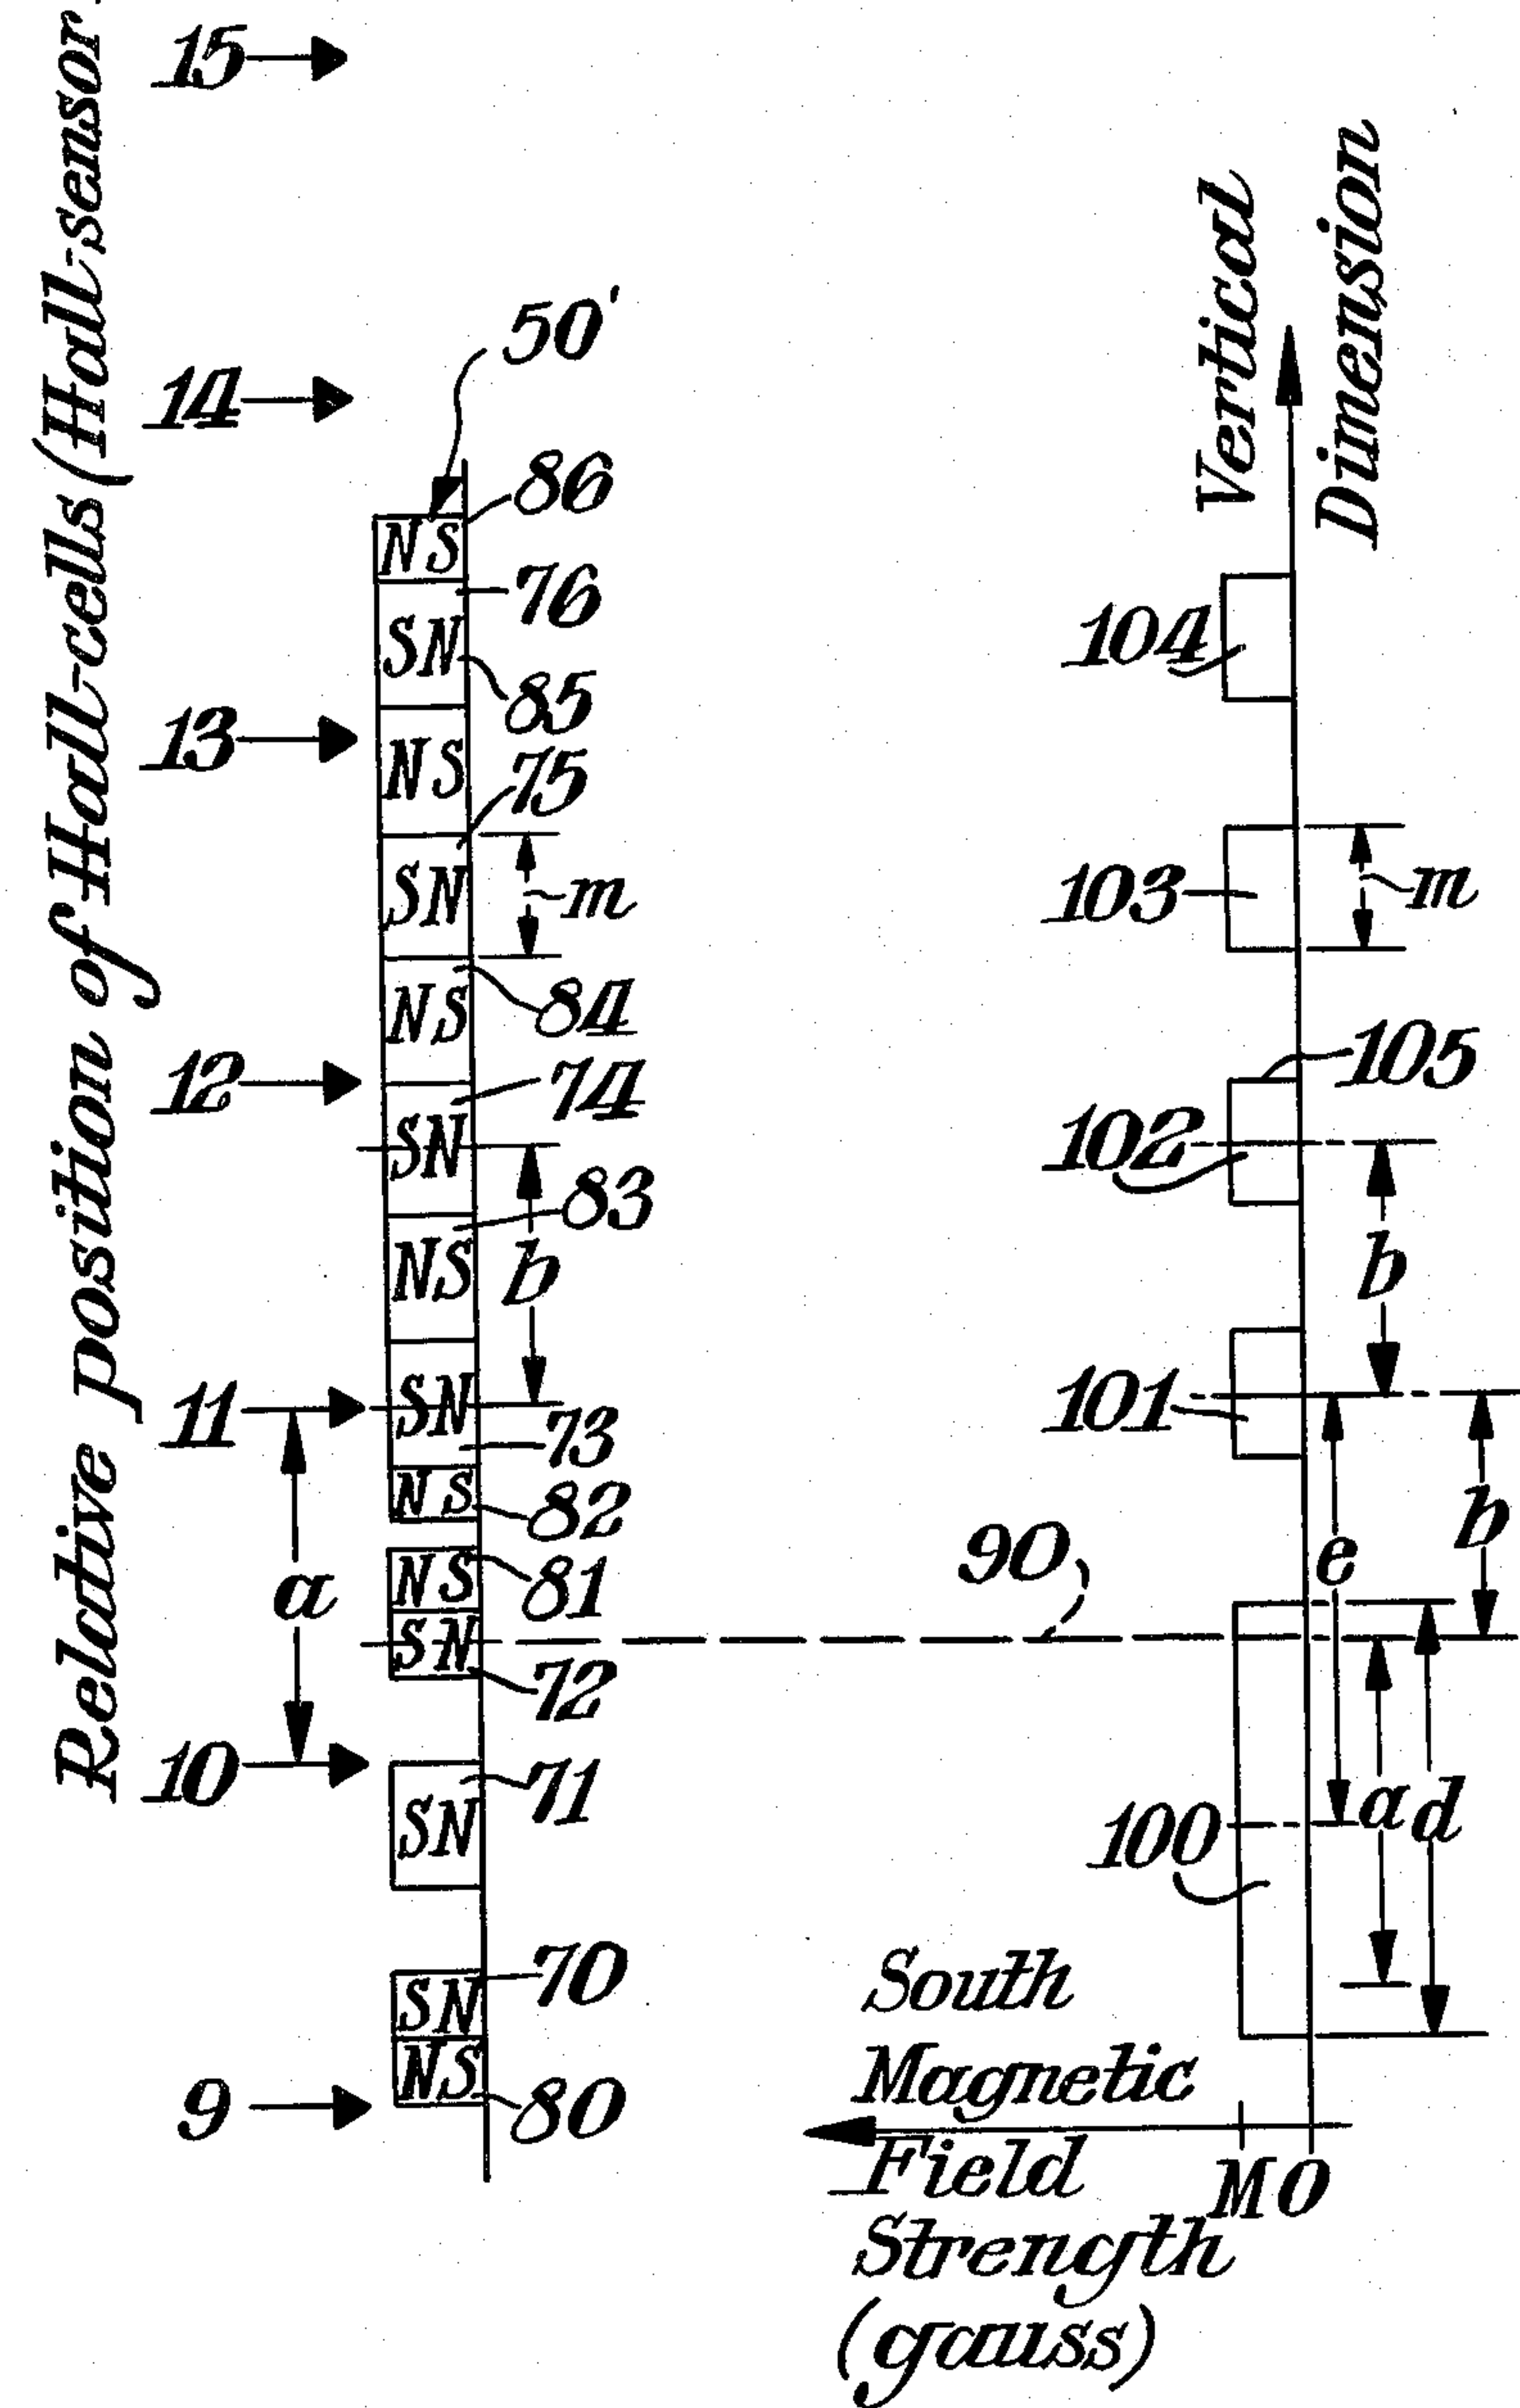 Relative position of Hall-cells (Hall-sensor
15
14
13
12
11
a
10
9
50'
86
NS
76
SN
85
NS
75
SN
m
84
NS
74
SN
83
NS
b
SN
73
NS
82
NS
81
SN
72
71
SN
70
SN
NS
80
90
Vertical
Dimension
104
103
m
105
102
b
101
b
e
a
d
100
South
Magnetic
Field
Strength
(gauss)
M O